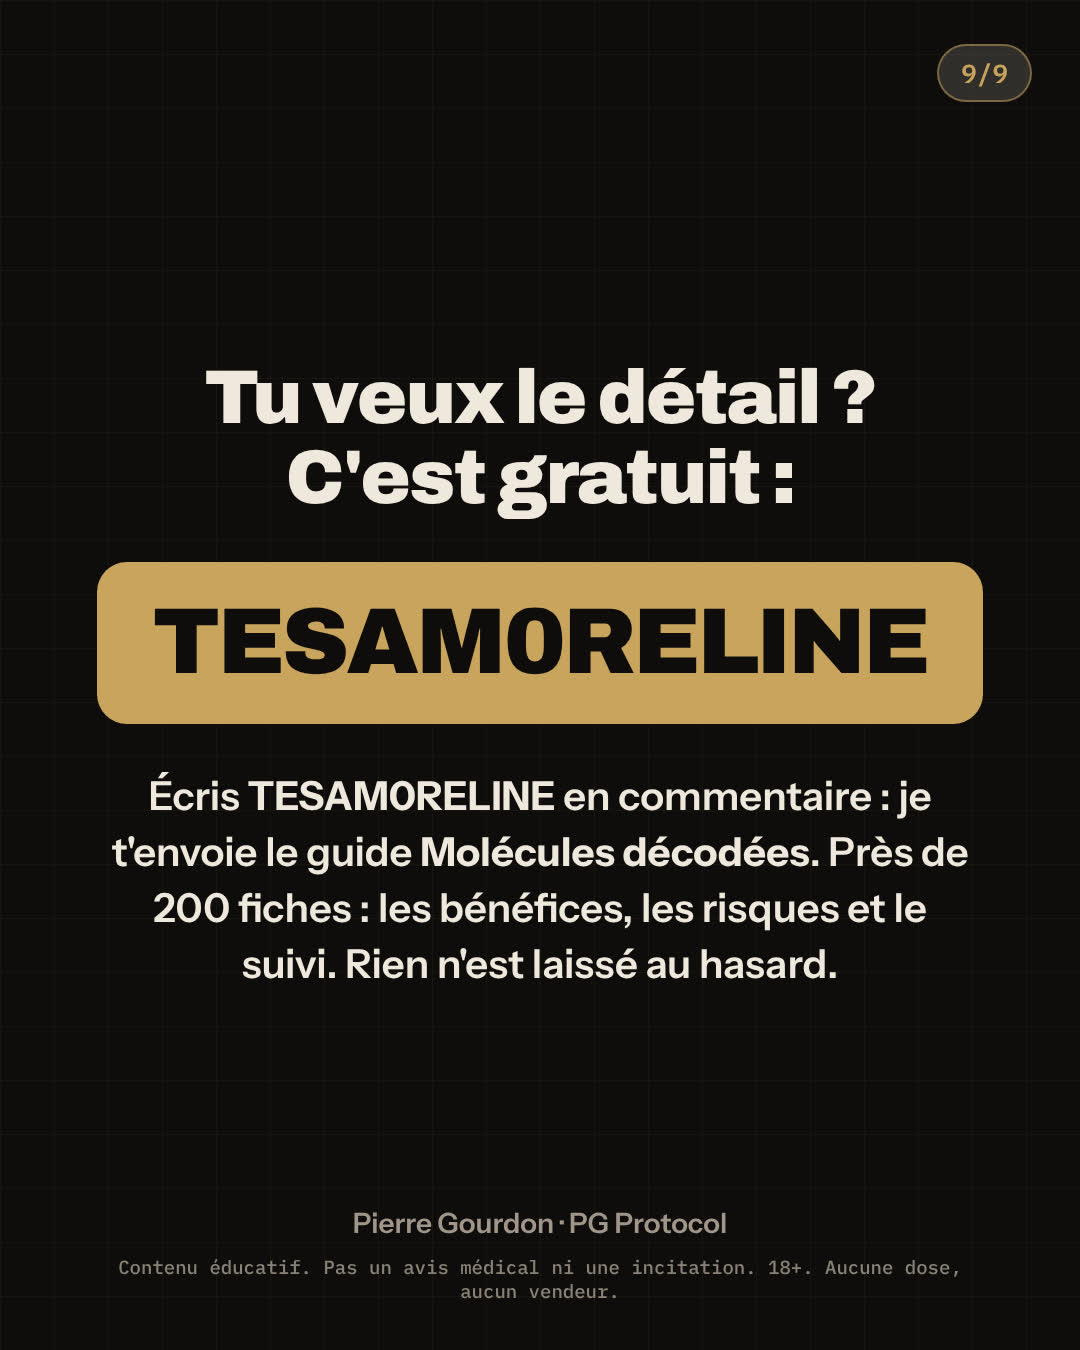 9/9
Tu veux le détail ?
C'est gratuit :
TESAM0RELINE
Écris TESAM0RELINE en commentaire : je
t'envoie le guide Molécules décodées. Près de
200 fiches : les bénéfices, les risques et le
suivi. Rien n'est laissé au hasard.
Pierre Gourdon · PG Protocol
Contenu éducatif. Pas un avis médical ni une incitation. 18+. Aucune dose,
aucun vendeur.